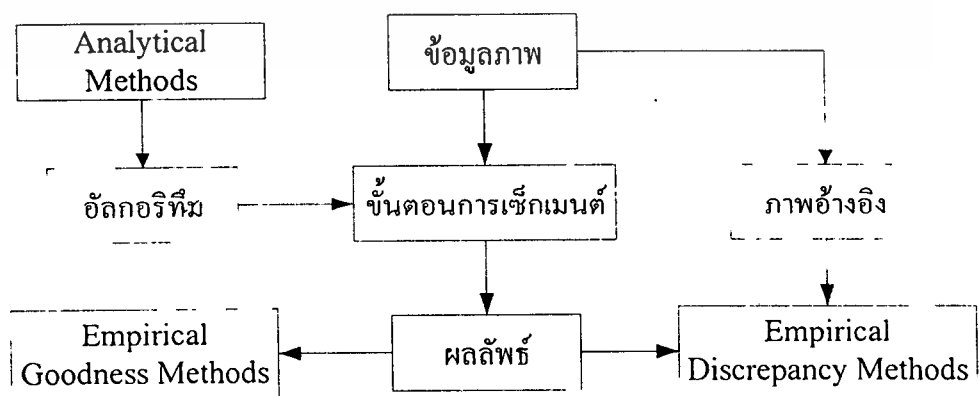 Analytical
Methods
ข้อมูลภาพ
อัลกอริทึม
ขั้นตอนการเซ็กเมนต์
ภาพอ้างอิง
Empirical
Goodness Methods
ผลลัพธ์
Empirical
Discrepancy Methods